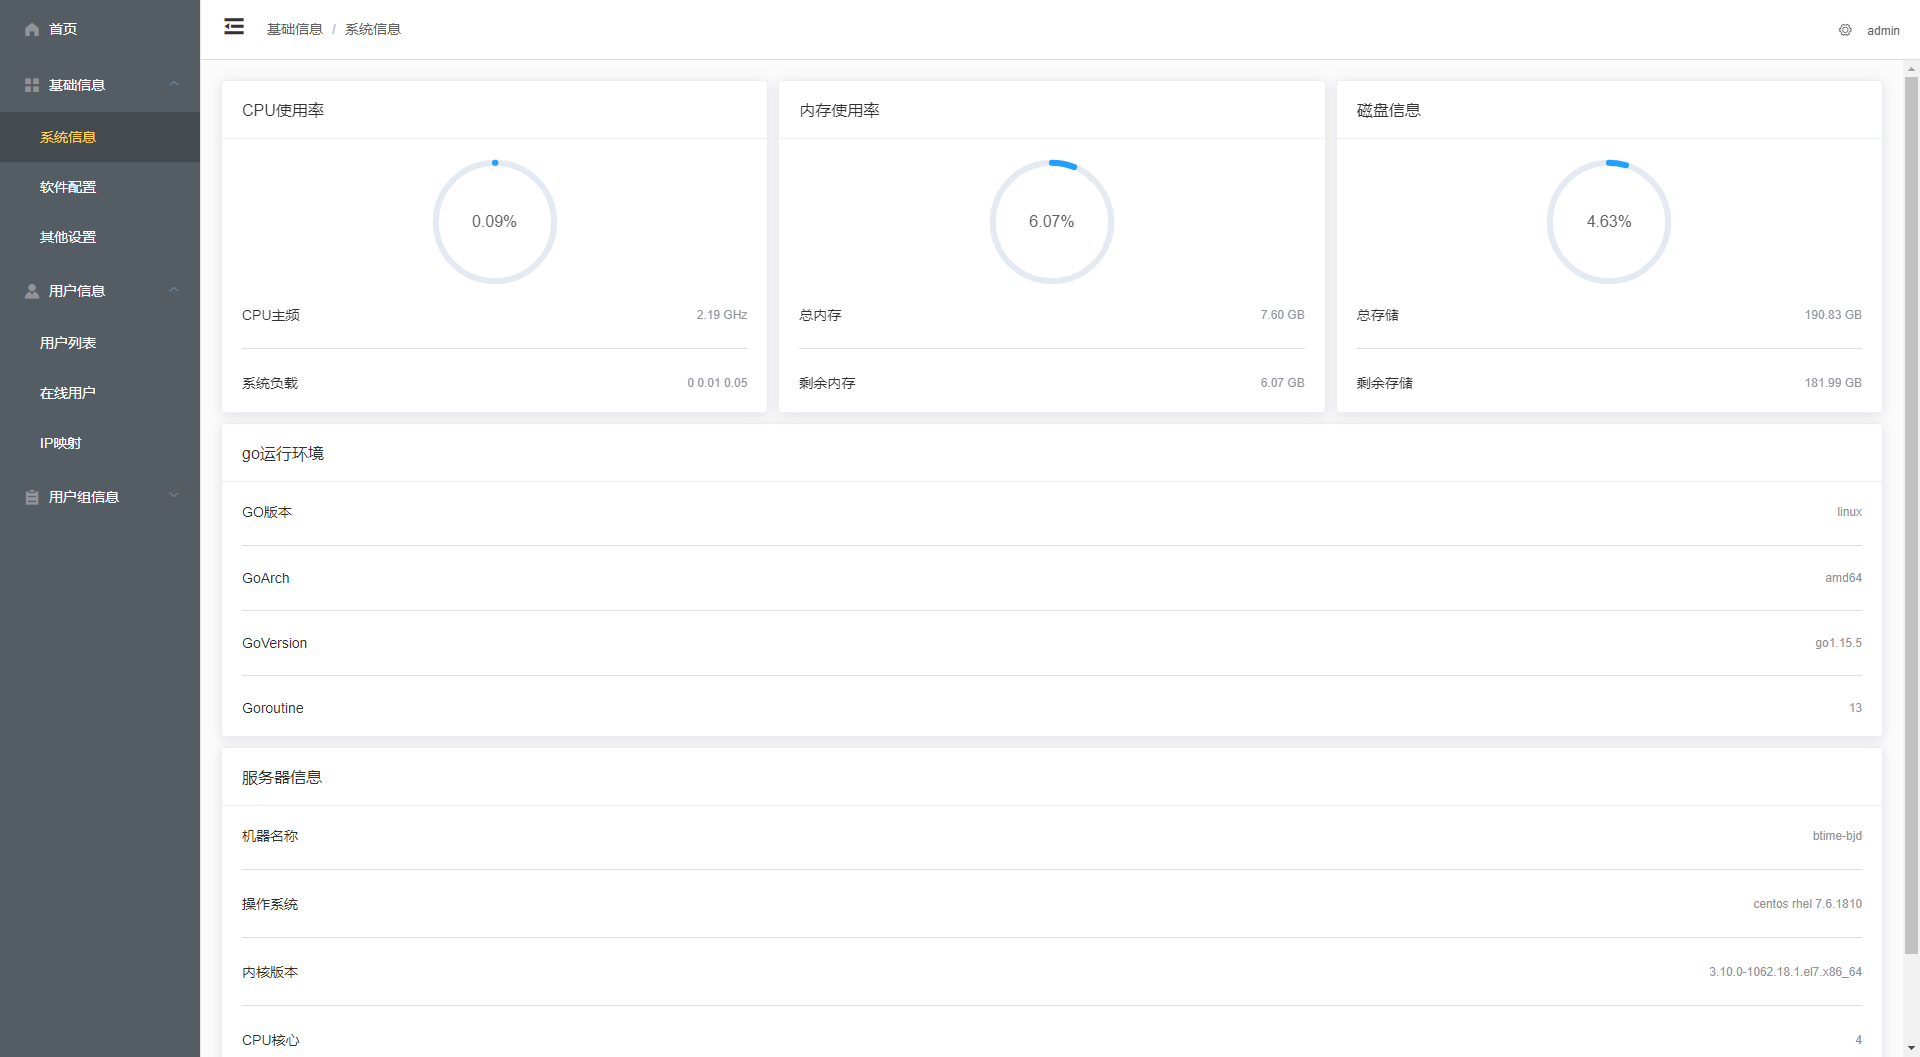 首页
基础信息
系统信息
软件配置
其他设置
用户信息
用户列表
在线用户
IP映射
用户组信息
基础信息 / 系统信息
admin
CPU使用率
0.09%
CPU主频 2.19 GHz
系统负载 0 0.01 0.05
内存使用率
6.07%
总内存 7.60 GB
剩余内存 6.07 GB
磁盘信息
4.63%
总存储 190.83 GB
剩余存储 181.99 GB
go运行环境
GO版本 linux
GoArch amd64
GoVersion go1.15.5
Goroutine 13
服务器信息
机器名称 btime-bjd
操作系统 centos rhel 7.6.1810
内核版本 3.10.0-1062.18.1.el7.x86_64
CPU核心 4